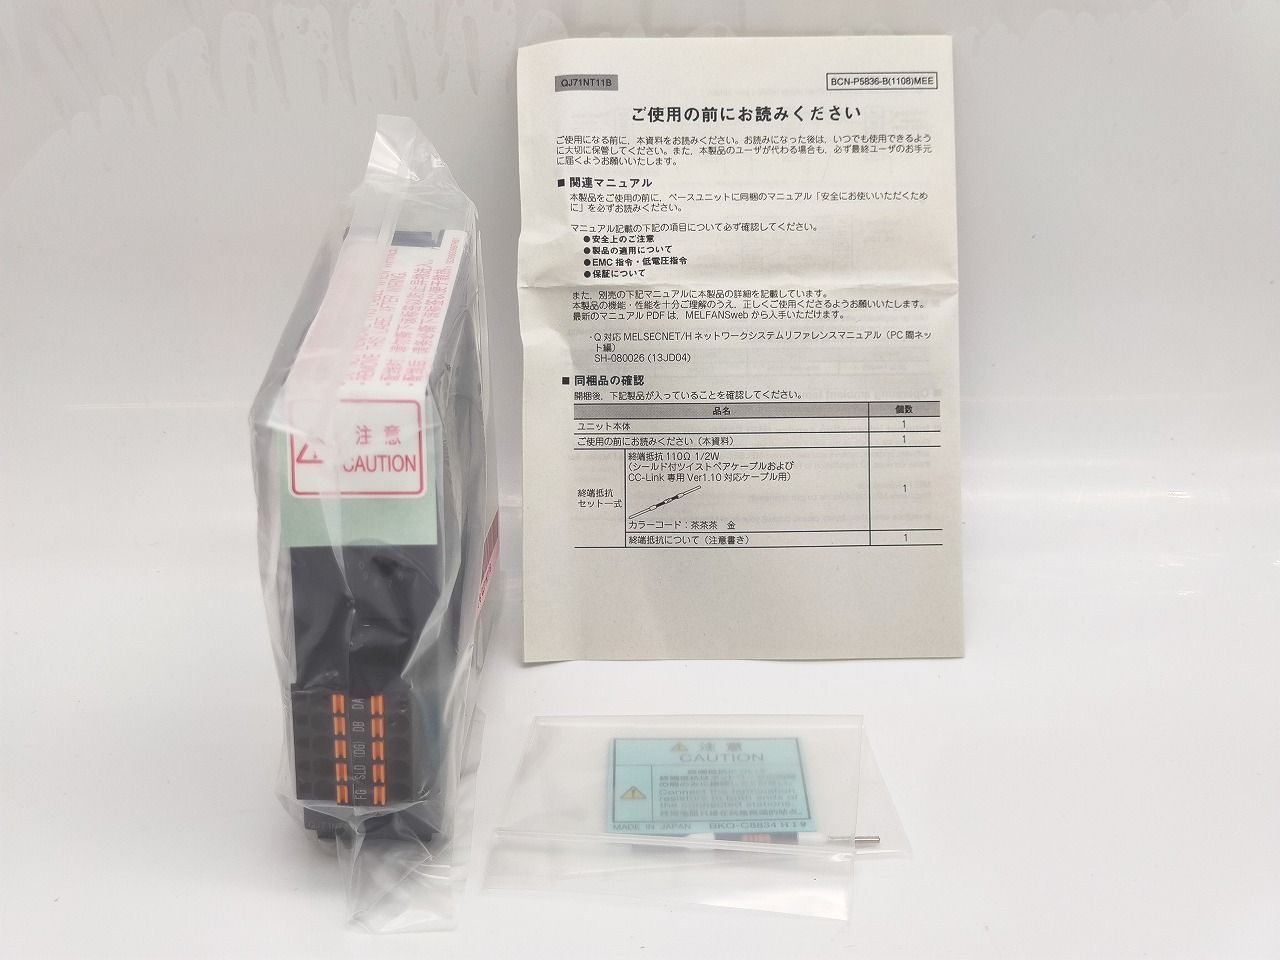 QJ71NT11B
BCN-P5836-B(1108)MEE
ご使用の前にお読みください
ご使用になる前に、本資料をお読みください。お読みになった後は、いつでも使用できるよう
に大切に保管してください。また、本製品のユーザが代わる場合も、必ず最終ユーザのお手元
に届くようお願いいたします。
■ 関連マニュアル
本製品をご使用の前に、ベースユニットに同梱のマニュアル「安全にお使いいただくため
に」を必ずお読みください。
マニュアル記載の下記の項目について必ず確認してください。
●安全上のご注意
●製品の適用について
●EMC 指令・低電圧指令
●保証について
また、別売の下記マニュアルに本製品の詳細を記載しています。
本製品の機能・性能を十分ご理解のうえ、正しくご使用くださるようお願いいたします。
最新のマニュアル PDF は、MELFANSweb から入手いただけます。
・Q 対応 MELSECNET/H ネットワークシステムリファレンスマニュアル（PC 間ネッ
ト編）
SH-080026 (13JD04)
■ 同梱品の確認
開梱後、下記製品が入っていることを確認してください。
品名 個数
ユニット本体 1
ご使用の前にお読みください（本資料） 1
終端抵抗
セット一式
終端抵抗 110Ω 1/2W
（シールド付ツイストペアケーブルおよび
CC-Link 専用 Ver1.10 対応ケーブル用）
カラーコード：茶茶茶 金
1
終端抵抗について（注意書き） 1
注意
CAUTION
DA
DB
(DG)
SLD
FG
注意
CAUTION
Connect the termination
resistors to both ends of
the connected stations.
MADE IN JAPAN BKO-C8834H19